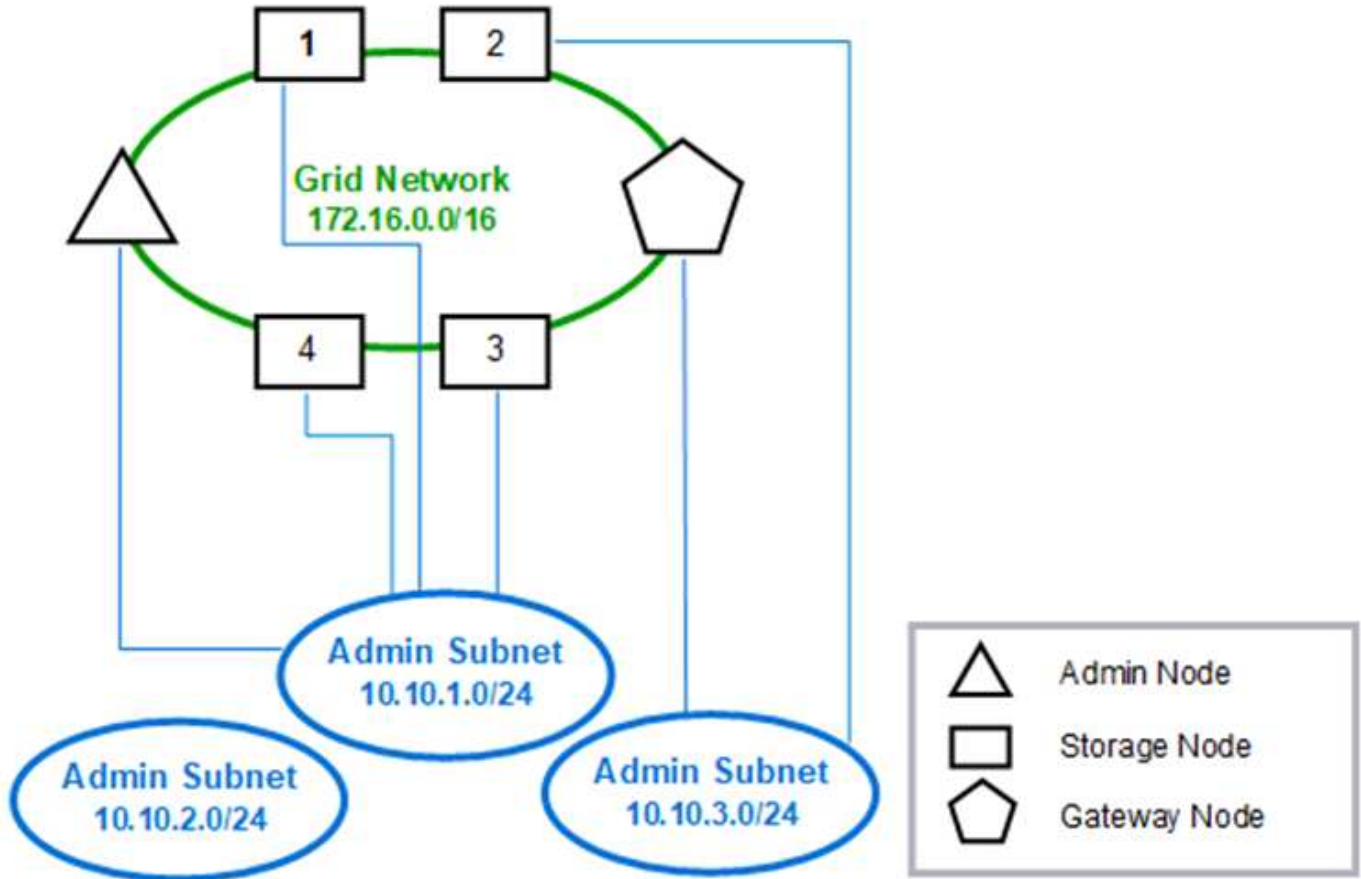 1
2
Grid Network
172.16.0.0/16
4
3
Admin Subnet
10.10.1.0/24
Admin Subnet
10.10.2.0/24
Admin Subnet
10.10.3.0/24
Admin Node
Storage Node
Gateway Node